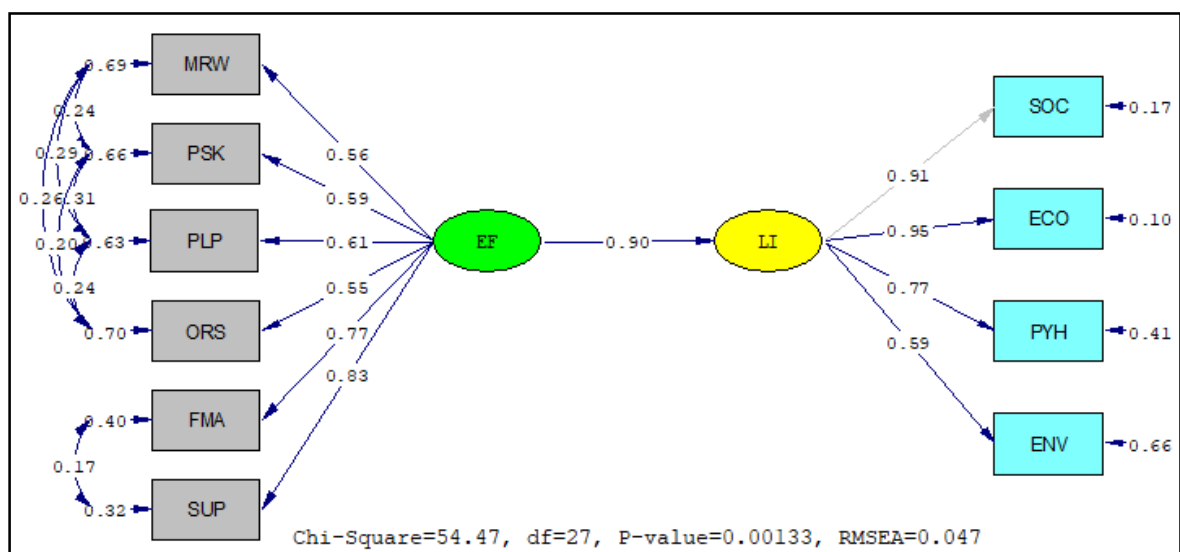 0.69 MRW
0.24
0.29 0.66 PSK
0.26 0.31
0.20 0.63 PLP
0.24
0.70 ORS
0.40 FMA
0.17
0.32 SUP
0.56
0.59
0.61
0.55
0.77
0.83
EF
0.90
LI
0.91
0.95
0.77
0.59
SOC 0.17
ECO 0.10
PYH 0.41
ENV 0.66
Chi-Square=54.47, df=27, P-value=0.00133, RMSEA=0.047